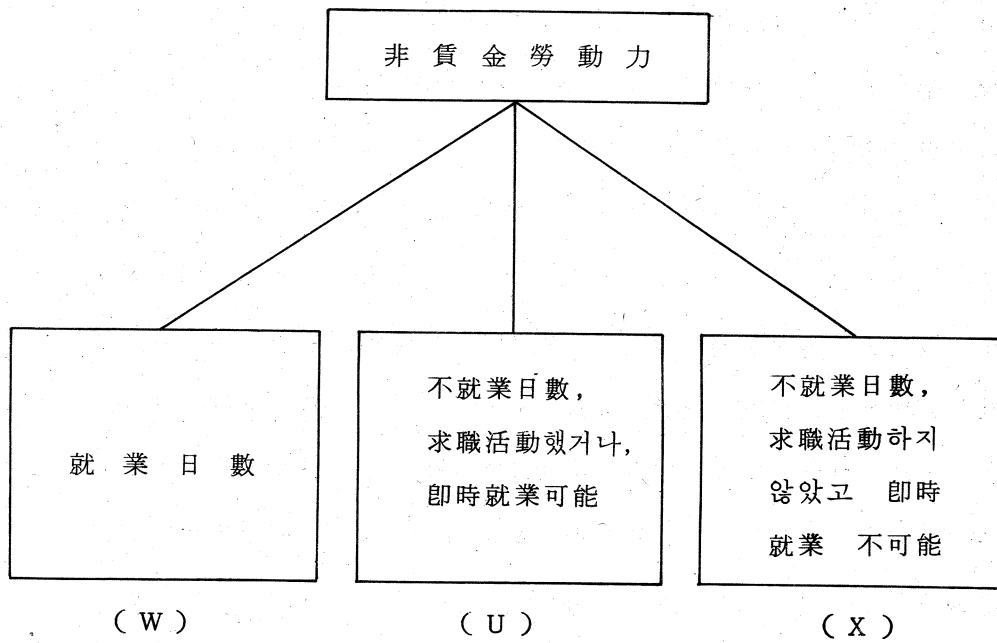 非賃金勞動力
就業日數
不就業日數,
求職活動했거나,
卽時就業可能
不就業日數,
求職活動하지
않았고 卽時
就業 不可能
(W)
(U)
(X)